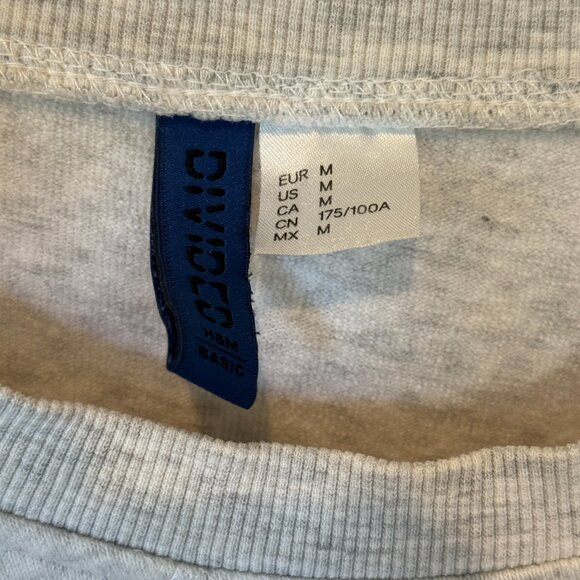 DIVIDED
H&M
BASIC
EUR M
US M
CA M
CN 175/100A
MX M